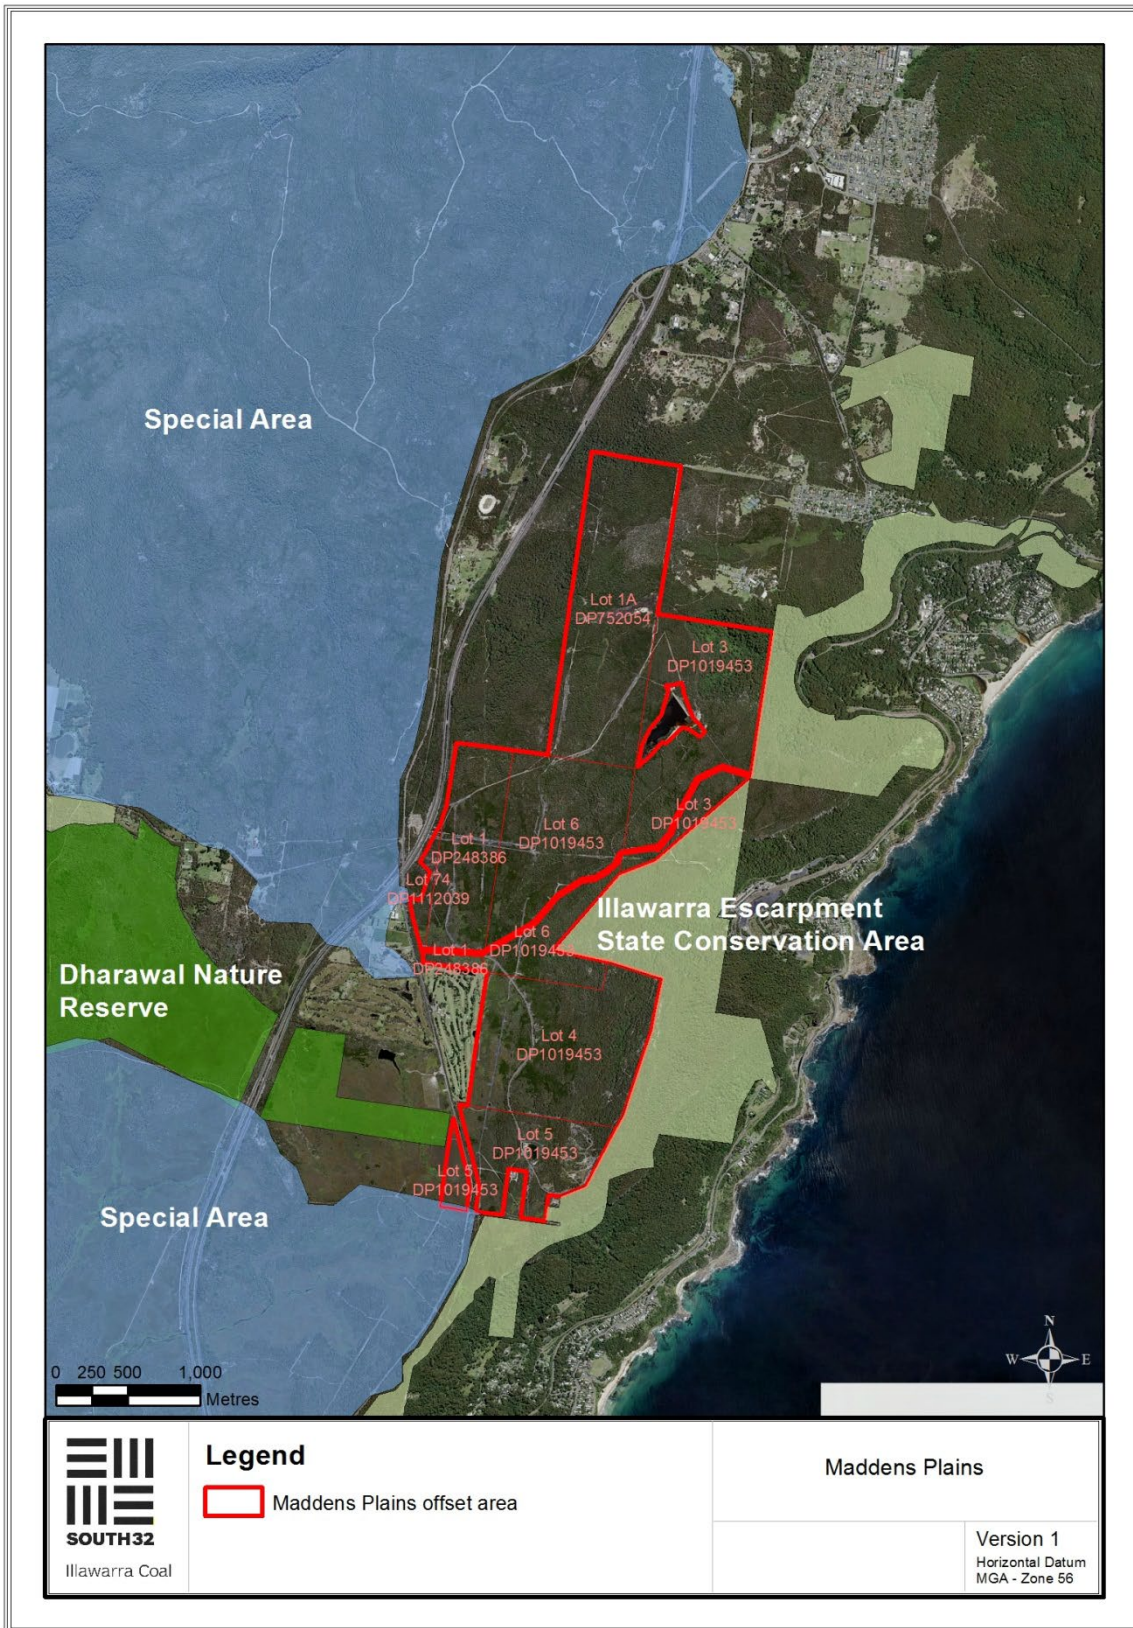 Special Area
Lot 1A
DP752054
Lot 3
DP1019453
Lot 3
DP1019453
Lot 6
DP1019453
Lot 1
DP248386
Lot 74
DP1112039
Illawarra Escarpment
State Conservation Area
Lot 6
DP1019453
Lot 1
DP248386
Dharawal Nature
Reserve
Lot 4
DP1019453
Lot 5
DP1019453
Lot 5
DP1019453
Special Area
N
W E
S
0 250 500 1,000
Metres
SOUTH32
Illawarra Coal
Legend
Maddens Plains offset area
Maddens Plains
Version 1
Horizontal Datum
MGA - Zone 56